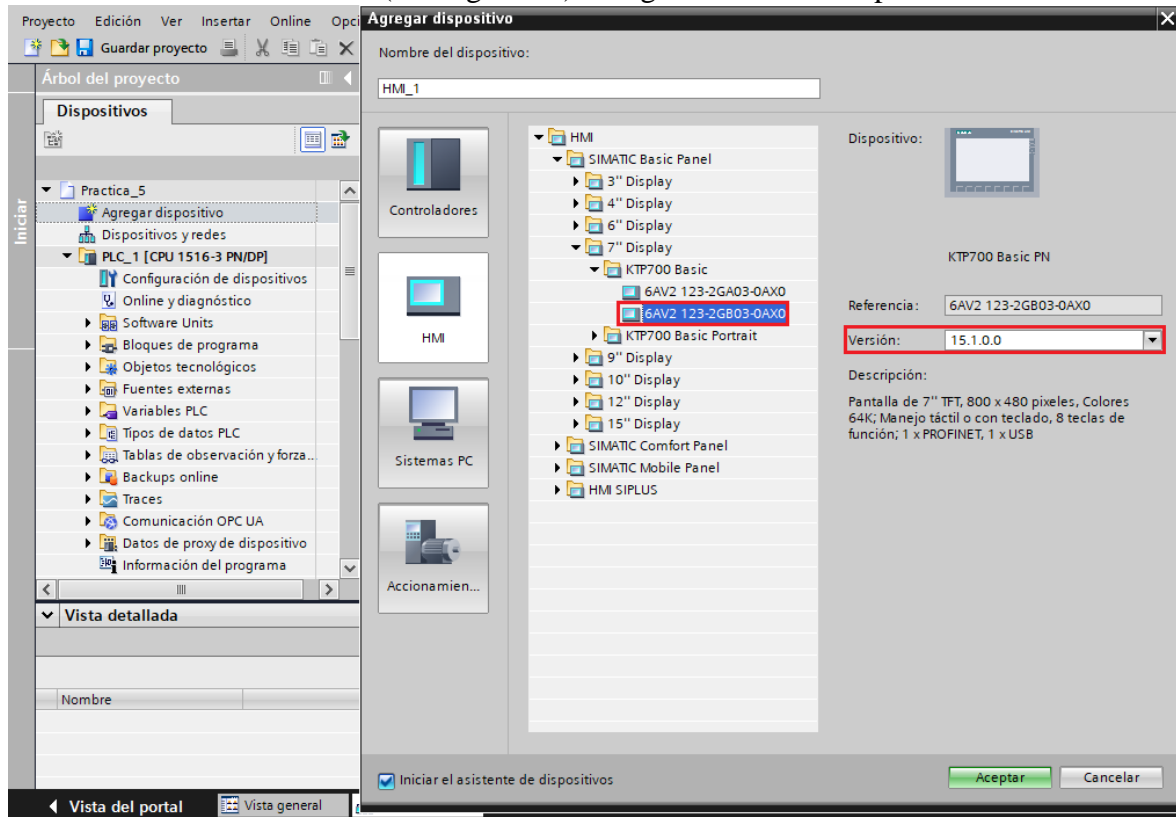 Proyecto Edición Ver Insertar Online Opci
Guardar proyecto
Árbol del proyecto
Dispositivos
Iniciar
Practica_5
Agregar dispositivo
Dispositivos y redes
PLC_1 [CPU 1516-3 PN/DP]
Configuración de dispositivos
Online y diagnóstico
Software Units
Bloques de programa
Objetos tecnológicos
Fuentes externas
Variables PLC
Tipos de datos PLC
Tablas de observación y forza..
Backups online
Traces
Comunicación OPC UA
Datos de proxy de dispositivo
Información del programa
Vista detallada
Nombre
Vista del portal
Vista general
Agregar dispositivo
Nombre del dispositivo:
HMI_1
Controladores
HMI
Sistemas PC
Accionamien...
HMI
SIMATIC Basic Panel
3" Display
4" Display
6" Display
7" Display
KTP700 Basic
6AV2 123-2GA03-0AX0
6AV2 123-2GB03-0AX0
KTP700 Basic Portrait
9" Display
10" Display
12" Display
15" Display
SIMATIC Comfort Panel
SIMATIC Mobile Panel
HMI SIPLUS
Dispositivo:
KTP700 Basic PN
Referencia: 6AV2 123-2GB03-0AX0
Versión: 15.1.0.0
Descripción:
Pantalla de 7" TFT, 800 x 480 pixeles, Colores
64K; Manejo táctil o con teclado, 8 teclas de
función; 1 x PROFINET, 1 x USB
Iniciar el asistente de dispositivos
Aceptar
Cancelar